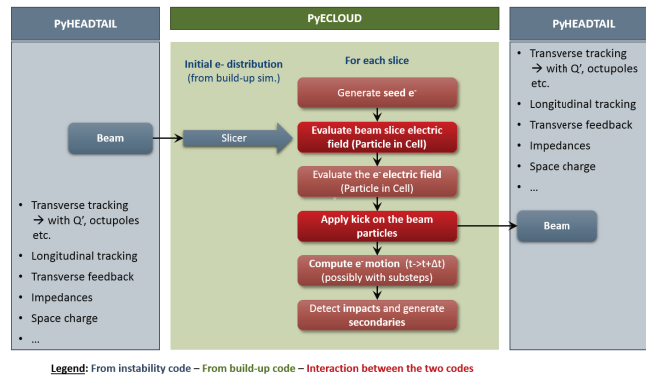 PyHEADTAIL
PyECLOUD
PyHEADTAIL
Beam
• Transverse tracking
→ with Q’, octupoles
etc.
• Longitudinal tracking
• Transverse feedback
• Impedances
• Space charge
• ...
Initial e- distribution
(from build-up sim.)
Slicer
For each slice
Generate seed e-
Evaluate beam slice electric
field (Particle in Cell)
Evaluate the e- electric field
(Particle in Cell)
Apply kick on the beam
particles
Compute e- motion (t->t+Δt)
(possibly with substeps)
Detect impacts and generate
secondaries
• Transverse tracking
→ with Q’, octupoles
etc.
• Longitudinal tracking
• Transverse feedback
• Impedances
• Space charge
• ...
Beam
Legend: From instability code – From build-up code – Interaction between the two codes